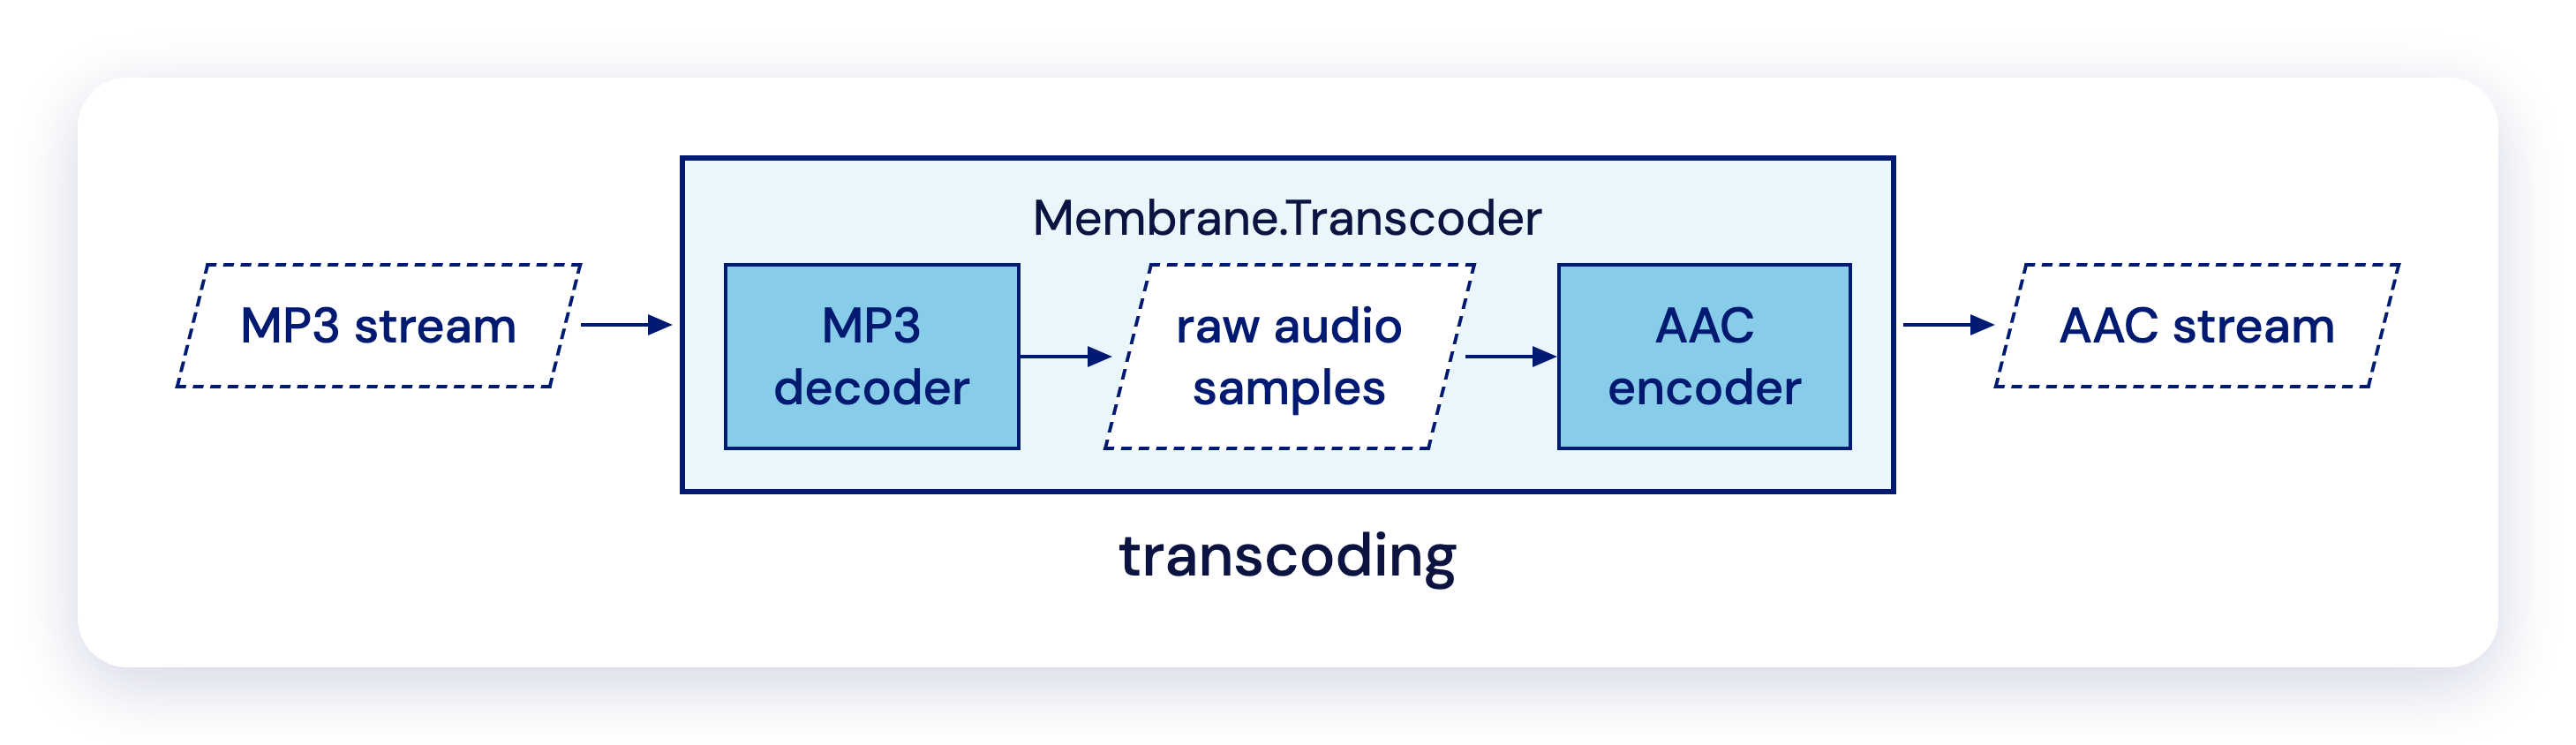 Membrane.Transcoder
MP3 stream
MP3
decoder
raw audio
samples
AAC
encoder
AAC stream
transcoding